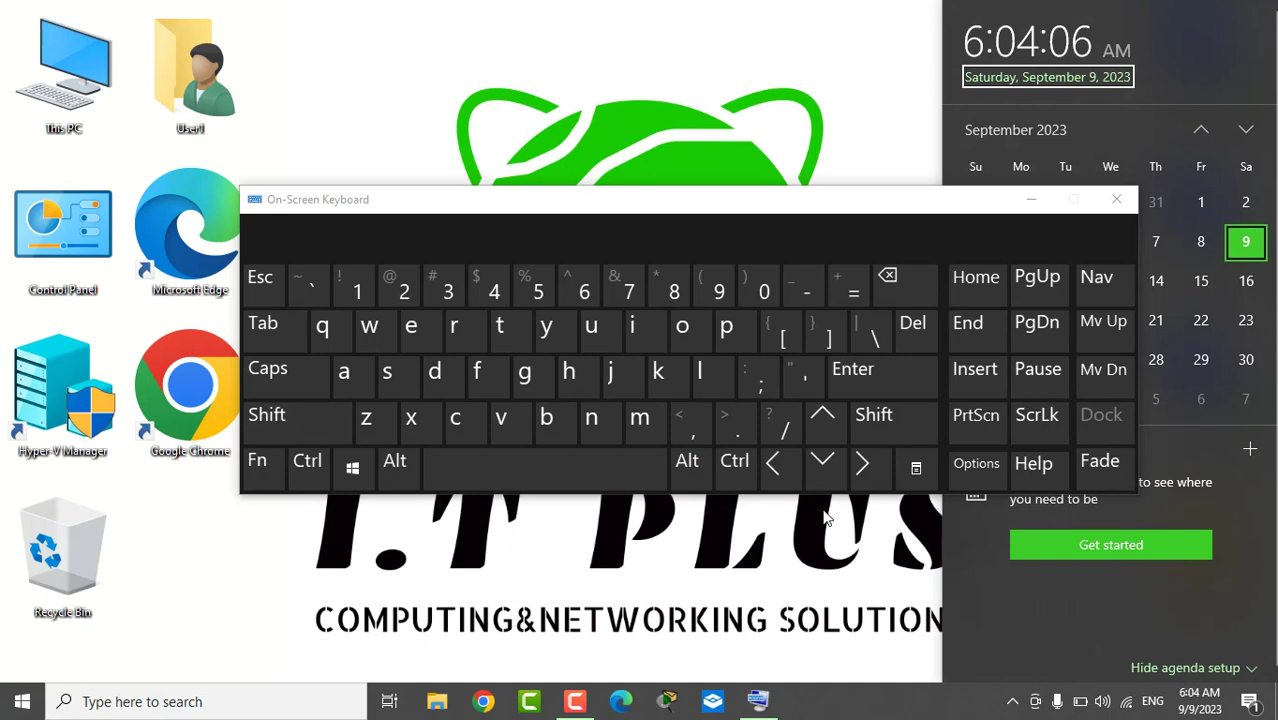 This PC
User1
Control Panel
Microsoft Edge
Hyper-V Manager
Google Chrome
Recycle Bin
On-Screen Keyboard
Esc ~ ` ! 1 @ 2 # 3 $ 4 % 5 ^ 6 & 7 * 8 ( 9 ) 0 _ - + = Home PgUp Nav
Tab q w e r t y u i o p { [ } ] | \ Del End PgDn Mv Up
Caps a s d f g h j k l : ; " ' Enter Insert Pause Mv Dn
Shift z x c v b n m < , > . ? / Shift PrtScn ScrLk Dock
Fn Ctrl Alt Alt Ctrl Options Help Fade
I.T PLUS
COMPUTING&NETWORKING SOLUTION
6:04:06 AM
Saturday, September 9, 2023
September 2023
Su Mo Tu We Th Fr Sa
31 1 2
7 8 9
14 15 16
21 22 23
28 29 30
5 6 7
to see where
you need to be
Get started
Hide agenda setup
Type here to search
ENG
6:04 AM
9/9/2023
1